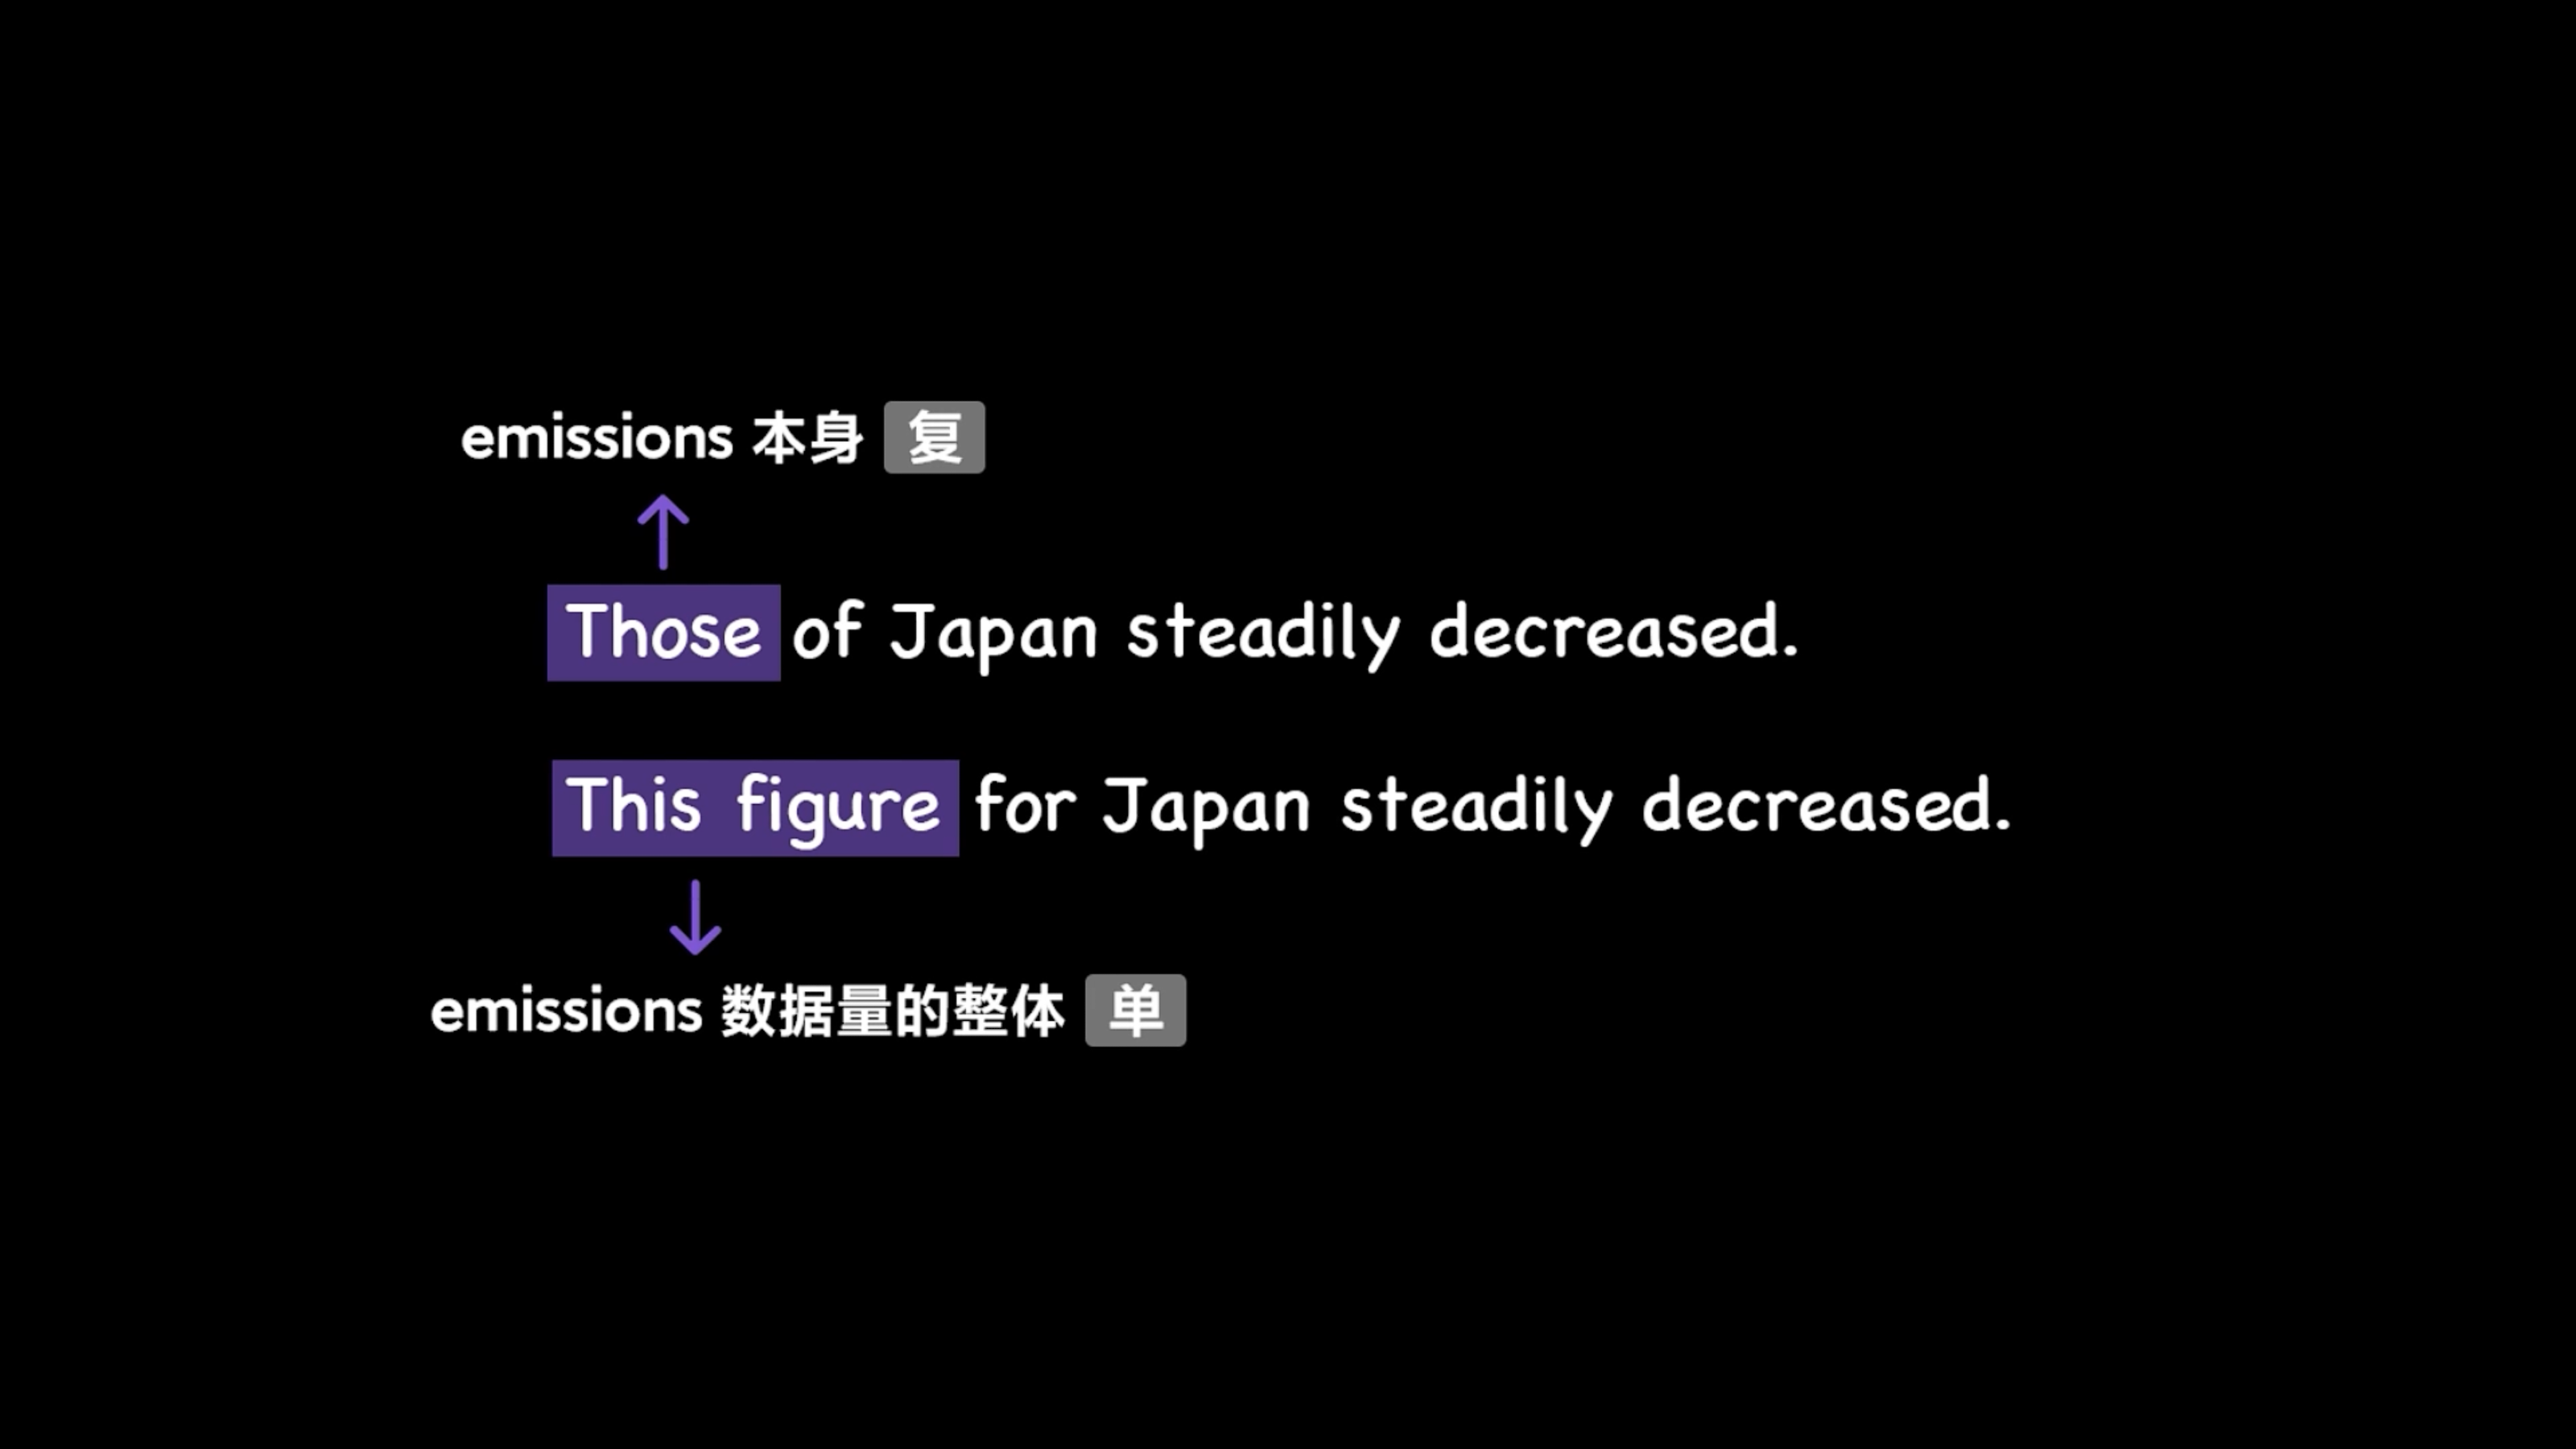 emissions 本身 复
Those of Japan steadily decreased.
This figure for Japan steadily decreased.
emissions 数据量的整体 单